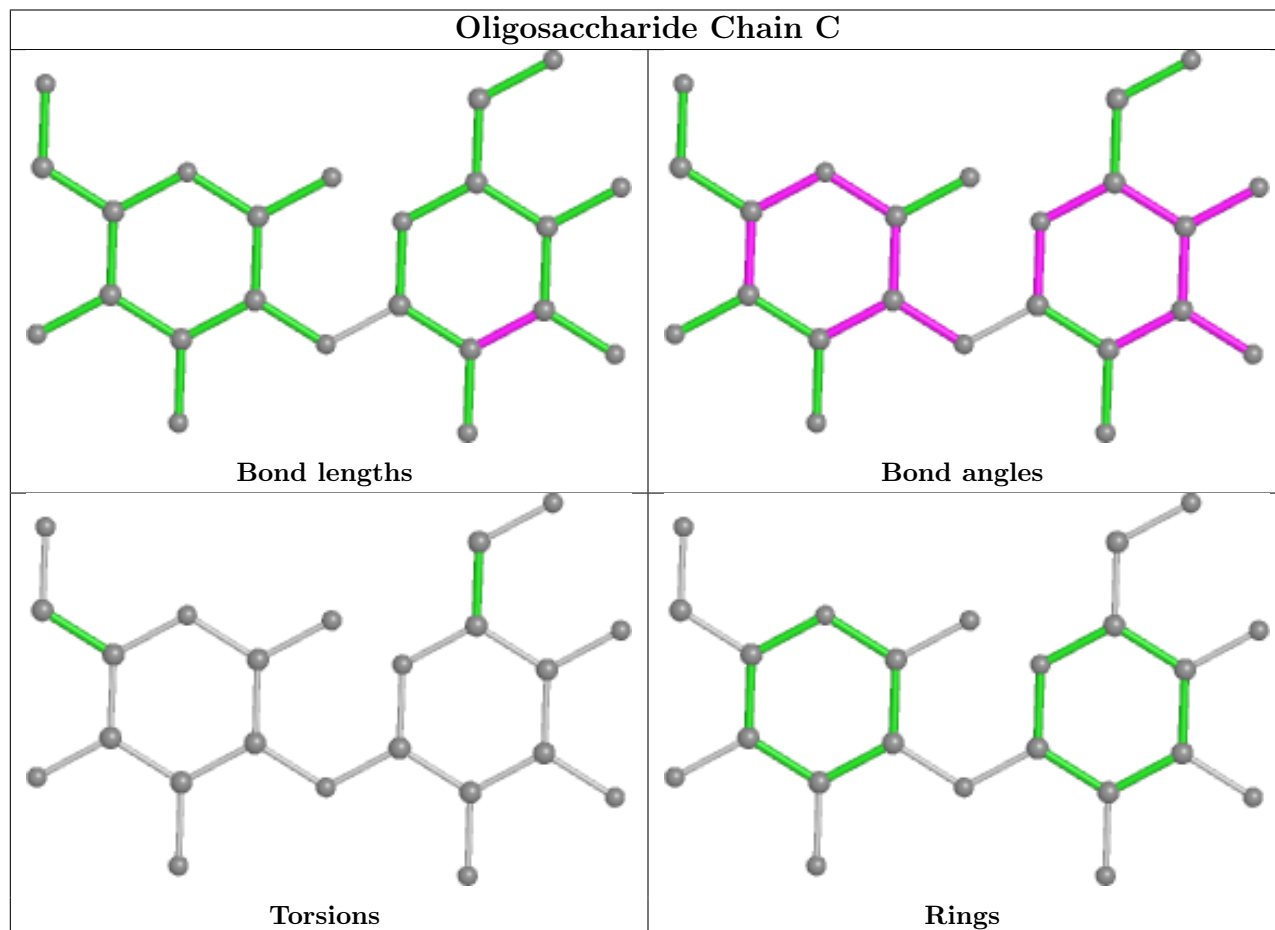 Oligosaccharide Chain C
Bond lengths
Bond angles
Torsions
Rings